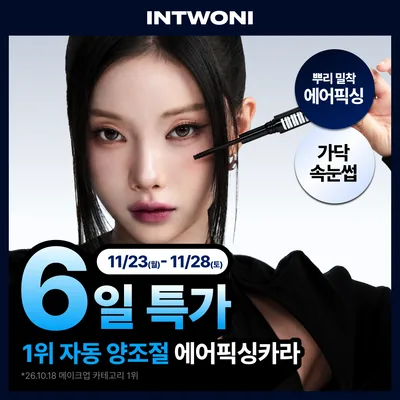 INTWONI
뿌리 밀착
에어픽싱
가닥
속눈썹
11/23(월) - 11/28(토)
6일 특가
1위 자동 양조절 에어픽싱카라
*26.10.18 메이크업 카테고리 1위